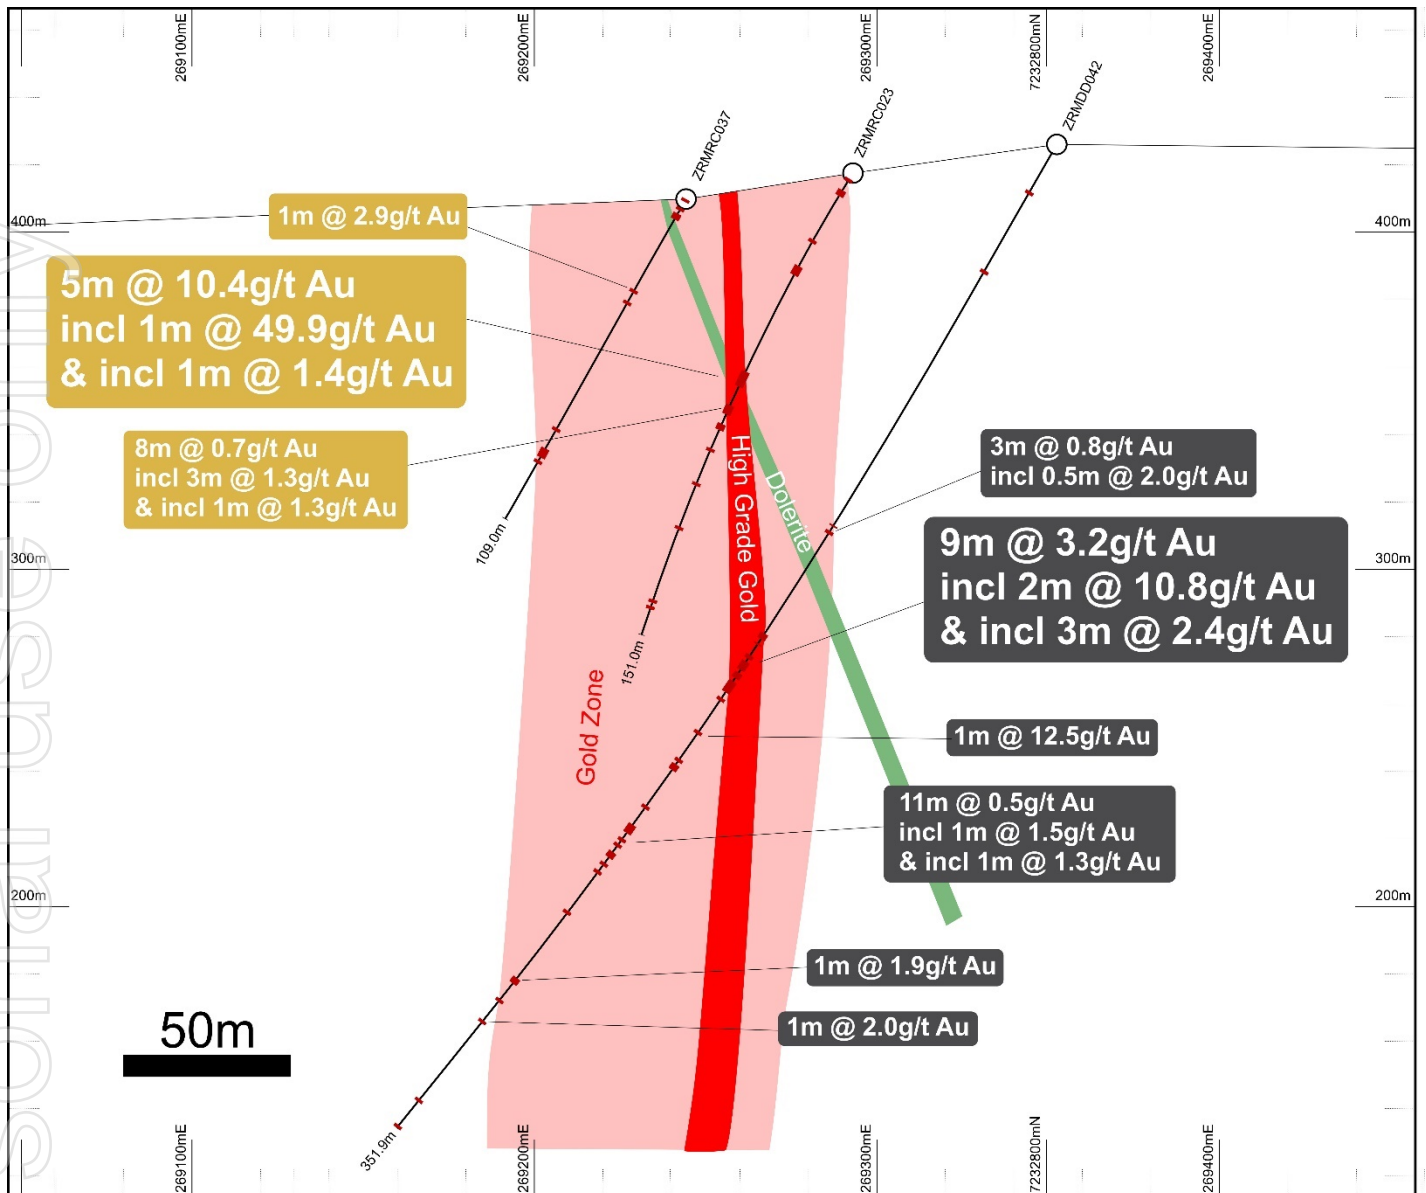 269100mE
269200mE
269300mE
7232800mN
269400mE
ZRMRC037
ZRMRC023
ZRMDD042
400m
400m
1m @ 2.9g/t Au
5m @ 10.4g/t Au
incl 1m @ 49.9g/t Au
& incl 1m @ 1.4g/t Au
8m @ 0.7g/t Au
incl 3m @ 1.3g/t Au
& incl 1m @ 1.3g/t Au
3m @ 0.8g/t Au
incl 0.5m @ 2.0g/t Au
High Grade Gold
Dolerite
109.0m
9m @ 3.2g/t Au
incl 2m @ 10.8g/t Au
& incl 3m @ 2.4g/t Au
300m
300m
151.0m
Gold Zone
1m @ 12.5g/t Au
11m @ 0.5g/t Au
incl 1m @ 1.5g/t Au
& incl 1m @ 1.3g/t Au
200m
200m
1m @ 1.9g/t Au
1m @ 2.0g/t Au
50m
351.9m
269100mE
269200mE
269300mE
7232800mN
269400mE
sonal use only